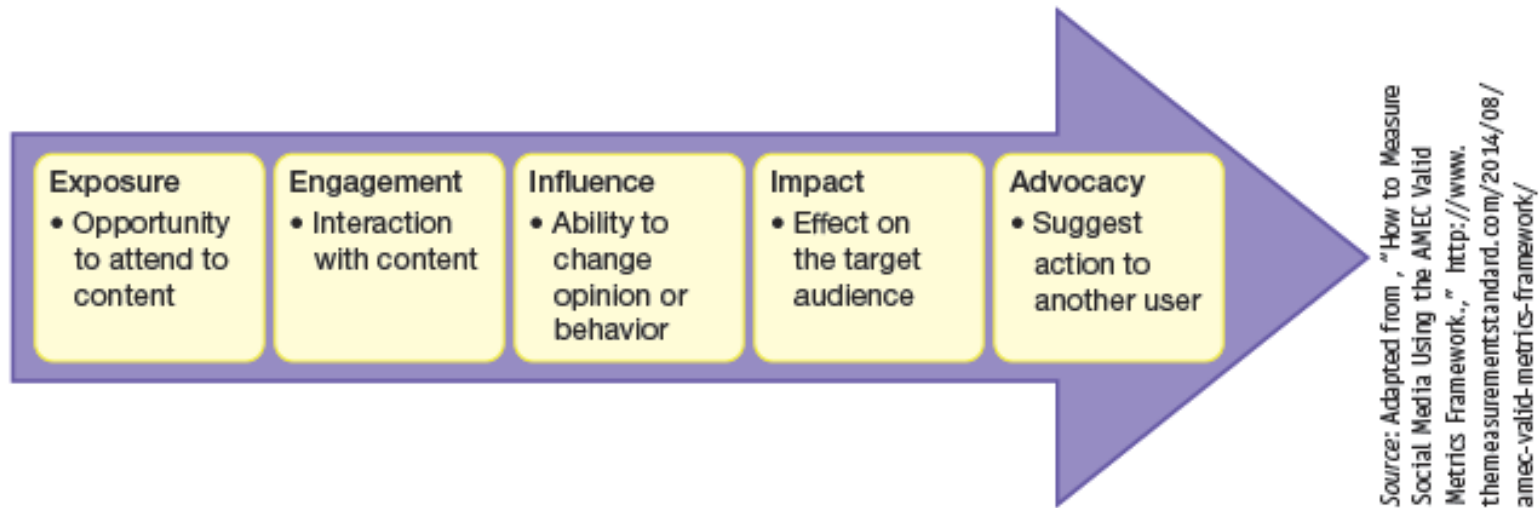 Exposure
• Opportunity
to attend to
content
Engagement
• Interaction
with content
Influence
• Ability to
change
opinion or
behavior
Impact
• Effect on
the target
audience
Advocacy
• Suggest
action to
another user
Source: Adapted from , "How to Measure
Social Media Using the AMEC Valid
Metrics Framework.," http://www.
themeasurementstandard.com/2014/08/
amec-valid-metrics-framework/